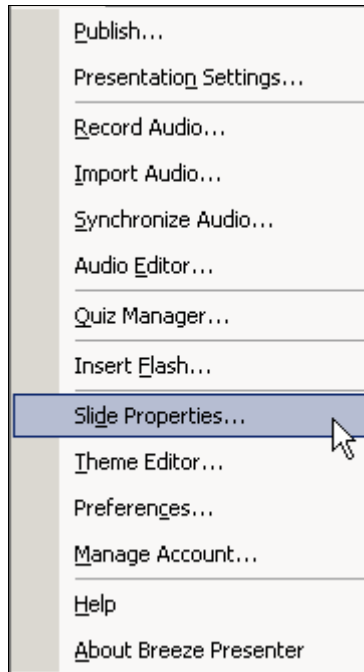 Publish...
Presentation Settings...
Record Audio...
Import Audio...
Synchronize Audio...
Audio Editor...
Quiz Manager...
Insert Flash...
Slide Properties...
Theme Editor...
Preferences...
Manage Account...
Help
About Breeze Presenter